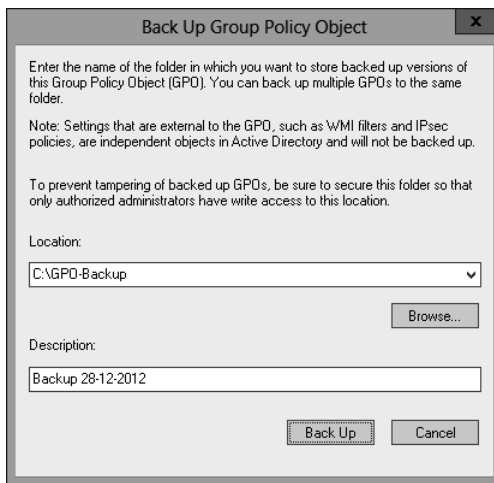 Back Up Group Policy Object
x
Enter the name of the folder in which you want to store backed up versions of
this Group Policy Object (GPO). You can back up multiple GPOs to the same
folder.
Note: Settings that are external to the GPO, such as WMI filters and IPsec
policies, are independent objects in Active Directory and will not be backed up.
To prevent tampering of backed up GPOs, be sure to secure this folder so that
only authorized administrators have write access to this location.
Location:
C:\GPO-Backup
Browse...
Description:
Backup 28-12-2012
Back Up Cancel